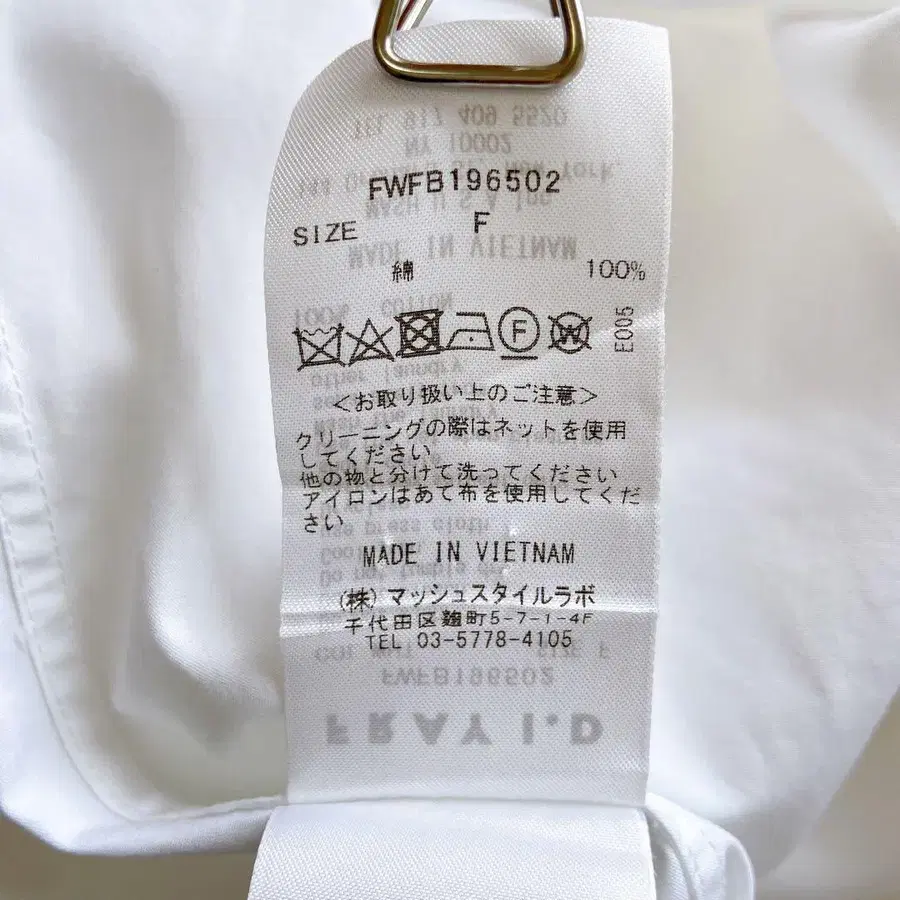 FWFB196502
SIZE F
綿 100%
F W E005
＜お取り扱い上のご注意＞
クリーニングの際はネットを使用
してください
他の物と分けて洗ってください
アイロンはあて布を使用してくだ
さい
MADE IN VIETNAM
(株)マッシュスタイルラボ
千代田区麹町5-7-1-4F
TEL 03-5778-4105
FWFB196502
FRAY I.D